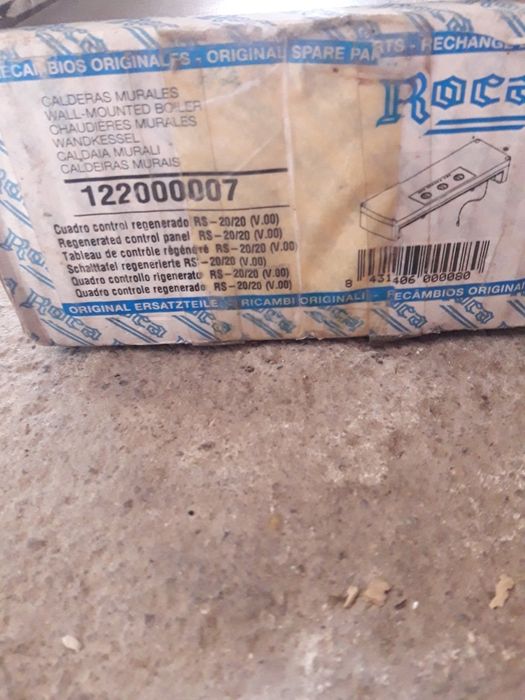 RECAMBIOS ORIGINALES - ORIGINAL SPARE PARTS - RECHANGE
Roca
CALDERAS MURALES
WALL-MOUNTED BOILER
CHAUDIÈRES MURALES
WANDKESSEL
CALDAIA MURALI
CALDEIRAS MURAIS
122000007
Cuadro control regenerado RS-20/20 (V.00)
Regenerated control panel RS-20/20 (V.00)
Tableau de contrôle règénéré RS-20/20 (V.00)
Schalttafel regenerierte RS-20/20 (V.00)
Quadro controllo rigenerato RS-20/20 (V.00)
Quadro controle regenerado RS-20/20 (V.00)
8 431406 000080
ORIGINAL ERSATZTEILE - RICAMBI ORIGINALI - RECAMBIOS ORIGINA